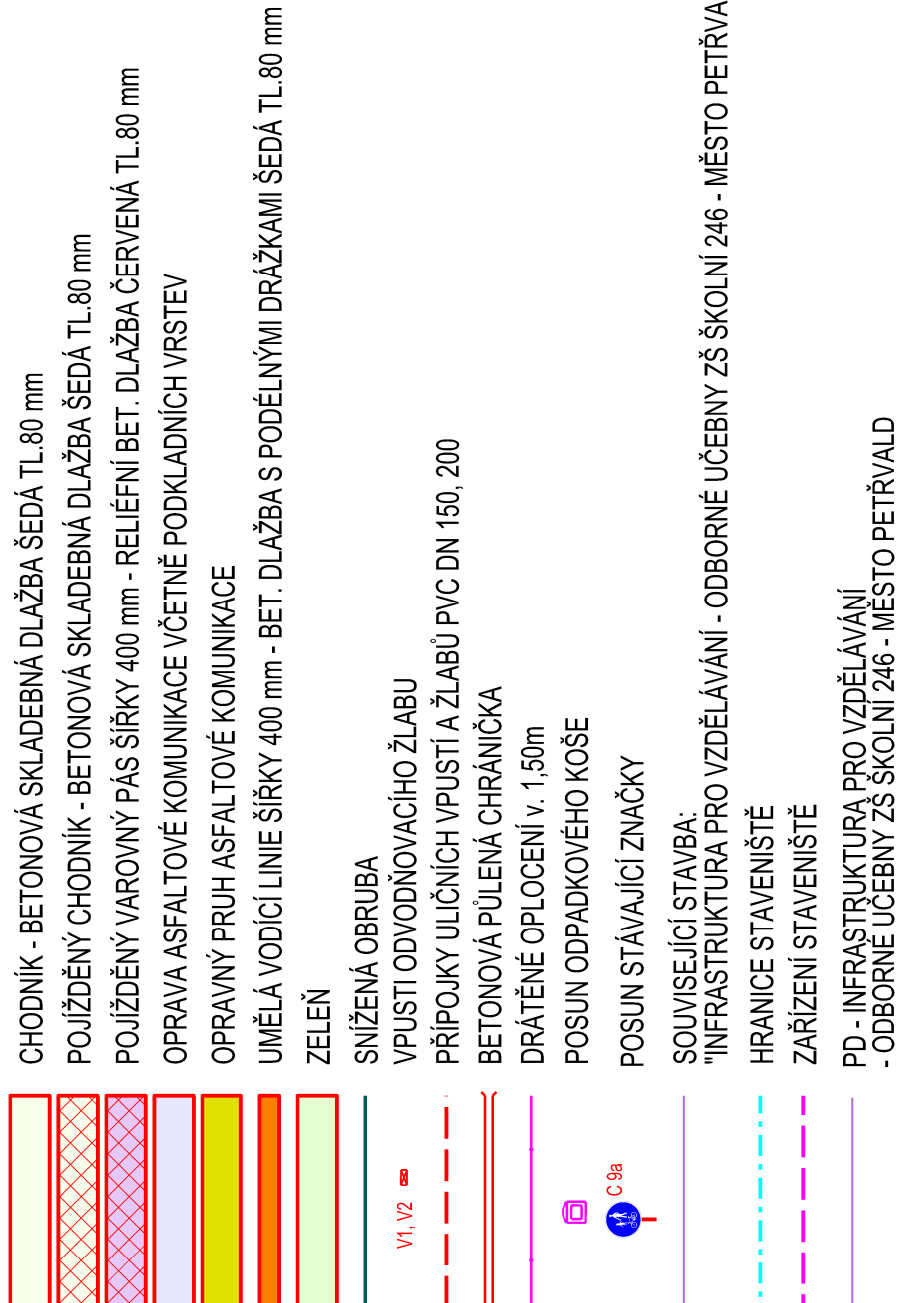 CHODNÍK - BETONOVÁ SKLADEBNÁ DLAŽBA ŠEDÁ TL.80 mm
POJÍŽDĚNÝ CHODNÍK - BETONOVÁ SKLADEBNÁ DLAŽBA ŠEDÁ TL.80 mm
POJÍŽDĚNÝ VAROVNÝ PÁS ŠÍŘKY 400 mm - RELIÉFNÍ BET. DLAŽBA ČERVENÁ TL.80 mm
OPRAVA ASFALTOVÉ KOMUNIKACE VČETNĚ PODKLADNÍCH VRSTEV
OPRAVNÝ PRUH ASFALTOVÉ KOMUNIKACE
UMĚLÁ VODÍCÍ LINIE ŠÍŘKY 400 mm - BET. DLAŽBA S PODÉLNÝMI DRÁŽKAMI ŠEDÁ TL.80 mm
ZELEŇ
SNÍŽENÁ OBRUBA
V1, V2 VPUSTI ODVODŇOVACÍHO ŽLABU
PŘÍPOJKY ULIČNÍCH VPUSTÍ A ŽLABŮ PVC DN 150, 200
BETONOVÁ PŮLENÁ CHRÁNIČKA
DRÁTĚNÉ OPLOCENÍ v. 1,50m
POSUN ODPADKOVÉHO KOŠE
C 9a POSUN STÁVAJÍCÍ ZNAČKY
SOUVISEJÍCÍ STAVBA:
"INFRASTRUKTURA PRO VZDĚLÁVÁNÍ - ODBORNÉ UČEBNY ZŠ ŠKOLNÍ 246 - MĚSTO PETŘVA
HRANICE STAVENIŠTĚ
ZAŘÍZENÍ STAVENIŠTĚ
PD - INFRASTRUKTURA PRO VZDĚLÁVÁNÍ
- ODBORNÉ UČEBNY ZŠ ŠKOLNÍ 246 - MĚSTO PETŘVALD